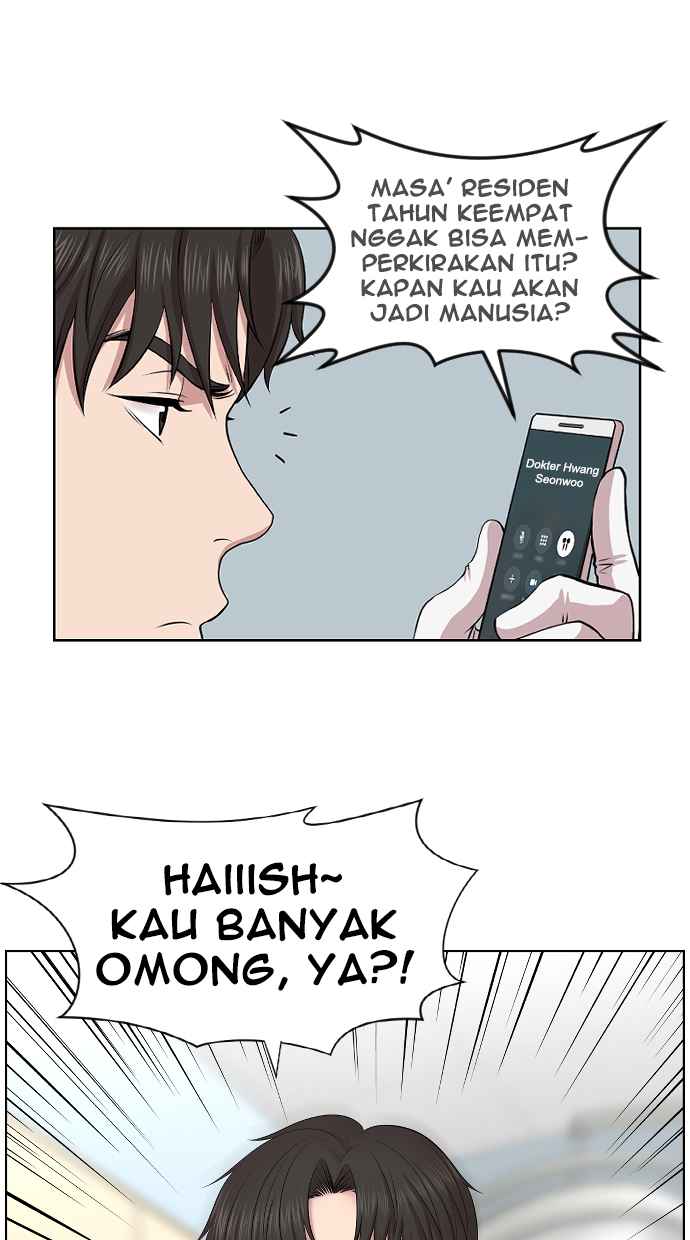 MASA' RESIDEN
TAHUN KEEMPAT
NGGAK BISA MEM-
PERKIRAKAN ITU?
KAPAN KAU AKAN
JADI MANUSIA?
Dokter Hwang
Seonwoo
HAIIISH~
KAU BANYAK
OMONG, YA?!